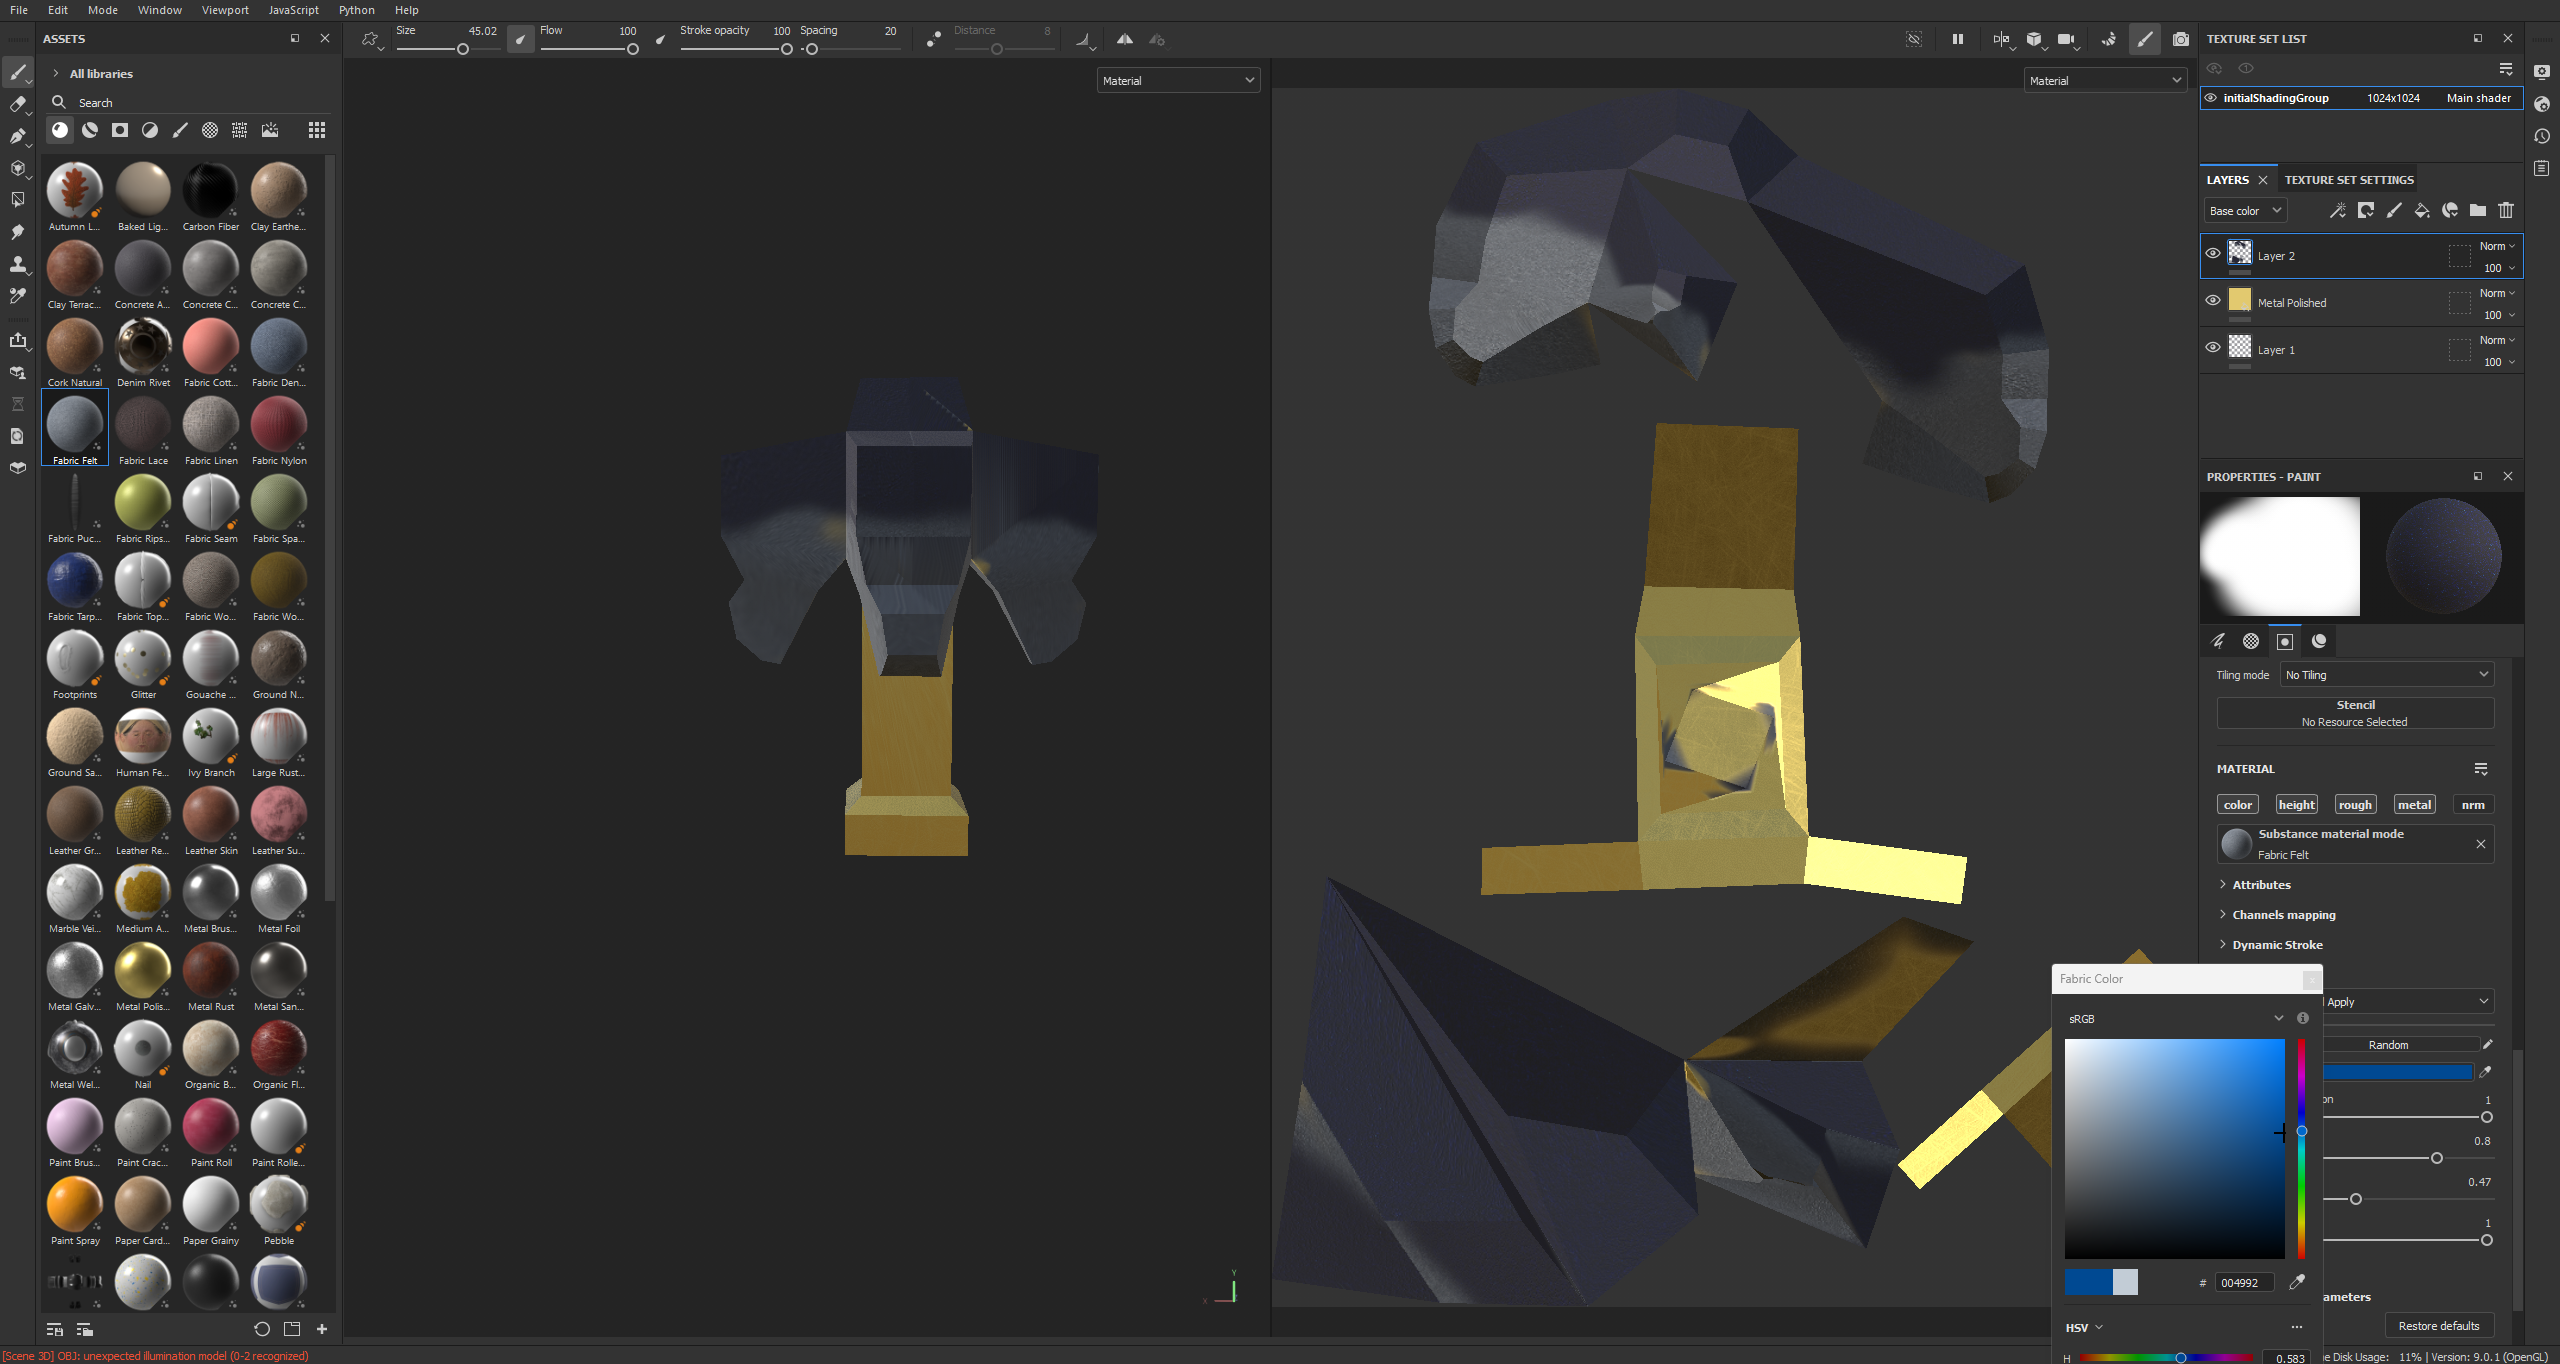 File Edit Mode Window Viewport JavaScript Python Help
ASSETS
All libraries
Search
Autumn L... Baked Lig... Carbon Fiber Clay Earthe...
Clay Terrac... Concrete A... Concrete C... Concrete C...
Cork Natural Denim Rivet Fabric Cott... Fabric Den...
Fabric Felt Fabric Lace Fabric Linen Fabric Nylon
Fabric Puc... Fabric Rips... Fabric Seam Fabric Spa...
Fabric Tarp... Fabric Top... Fabric Wo... Fabric Wo...
Footprints Glitter Gouache ... Ground N...
Ground Sa... Human Fe... Ivy Branch Large Rust...
Leather Gr... Leather Re... Leather Skin Leather Su...
Marble Vei... Medium A... Metal Brus... Metal Foil
Metal Galv... Metal Polis... Metal Rust Metal San...
Metal Wel... Nail Organic B... Organic Fl...
Paint Brus... Paint Crac... Paint Roll Paint Rolle...
Paint Spray Paper Card... Paper Grainy Pebble
[Scene 3D] OBJ: unexpected illumination model (0-2 recognized)
Size 45.02 Flow 100 Stroke opacity 100 Spacing 20 Distance 8
Material
Y
X
Material
TEXTURE SET LIST
initialShadingGroup 1024x1024 Main shader
LAYERS TEXTURE SET SETTINGS
Base color
Layer 2 Norm 100
Metal Polished Norm 100
Layer 1 Norm 100
PROPERTIES - PAINT
Tiling mode No Tiling
Stencil
No Resource Selected
MATERIAL
color height rough metal nrm
Substance material mode
Fabric Felt
Attributes
Channels mapping
Dynamic Stroke
Apply
Random
on 1
0.8
0.47
1
ameters
Restore defaults
Fabric Color
sRGB
# 004992
HSV ...
H 0.583
e Disk Usage: 11% | Version: 9.0.1 (OpenGL)